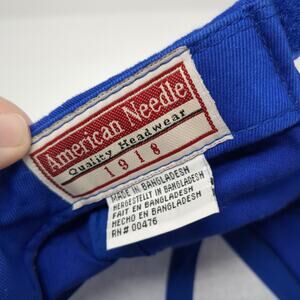 American Needle
Quality Headwear
1918
MADE IN BANGLADESH
HERGESTELLT IN BANGLADESH
FAIT EN BANGLADESH
HECHO EN BANGLADESH
RN# 00476